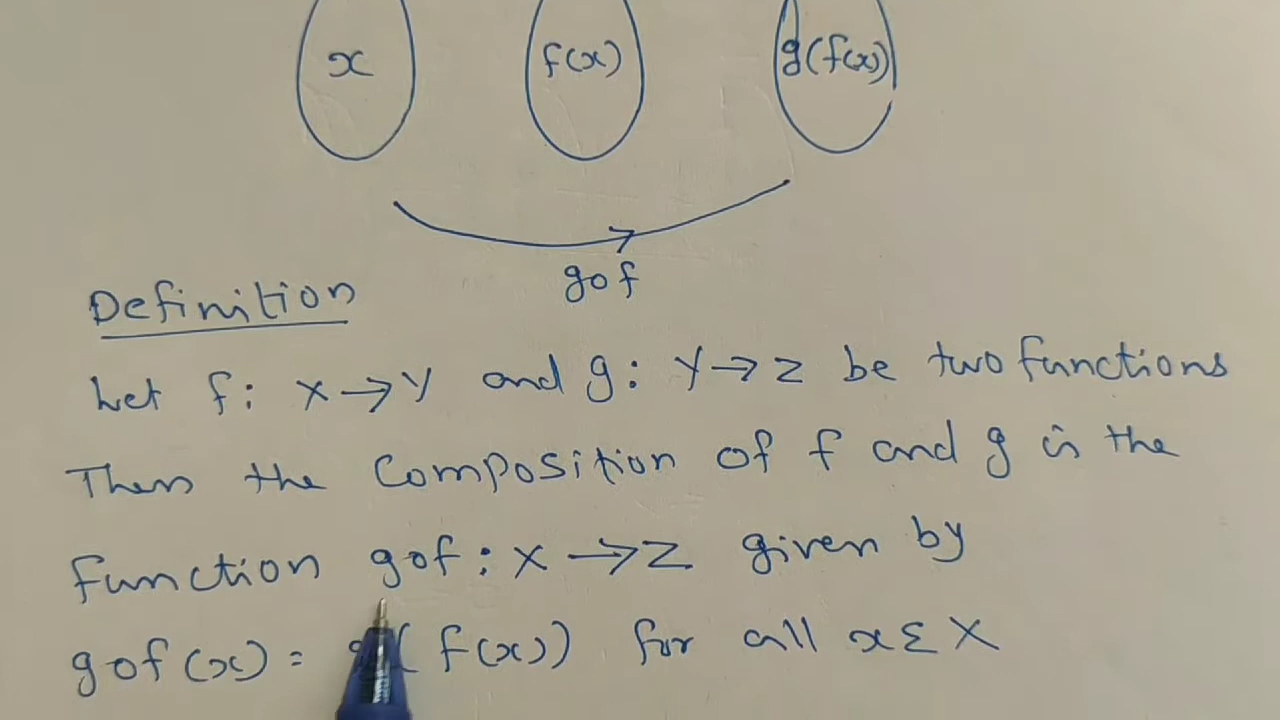 x f(x) g(f(x))
gof
Definition
Let f: X→Y and g: Y→Z be two functions
Then the Composition of f and g is the
function gof: X→Z given by
gof(x) = g(f(x)) for all x∈X